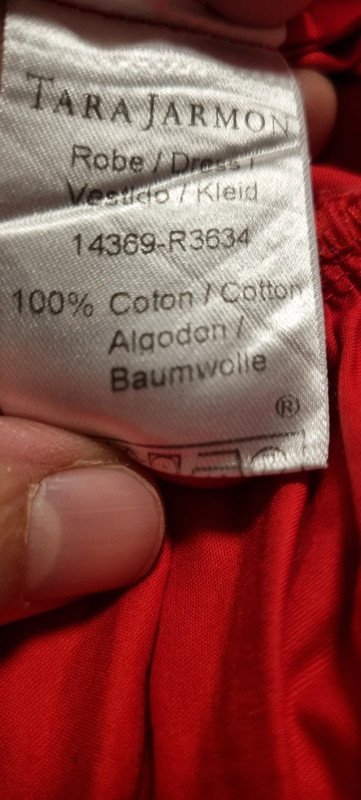 TARA JARMON
Robe / Dress /
Vestido / Kleid
14369-R3634
100% Coton / Cotton
Algodon /
Baumwolle
®